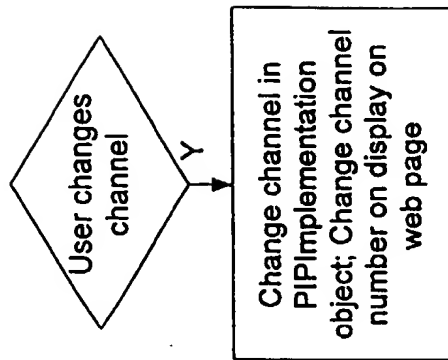 User changes
channel
Y
Change channel in
PIPImplementation
object; Change channel
number on display on
web page